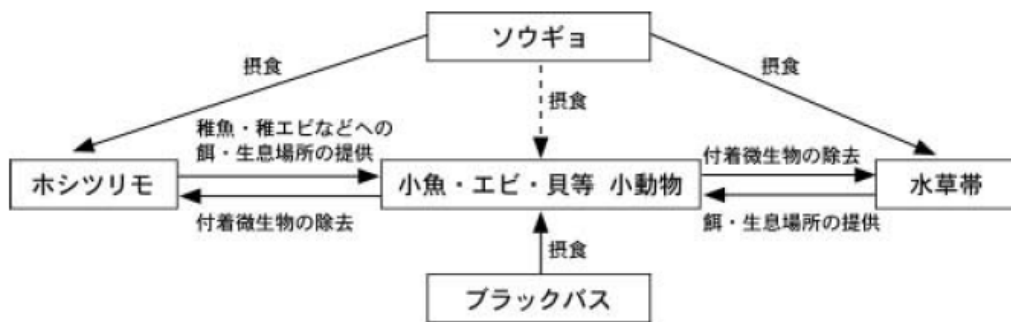 ソウギョ
摂食
摂食
摂食
稚魚・稚エビなどへの
餌・生息場所の提供
付着微生物の除去
ホシツリモ
小魚・エビ・貝等 小動物
水草帯
付着微生物の除去
餌・生息場所の提供
摂食
ブラックバス